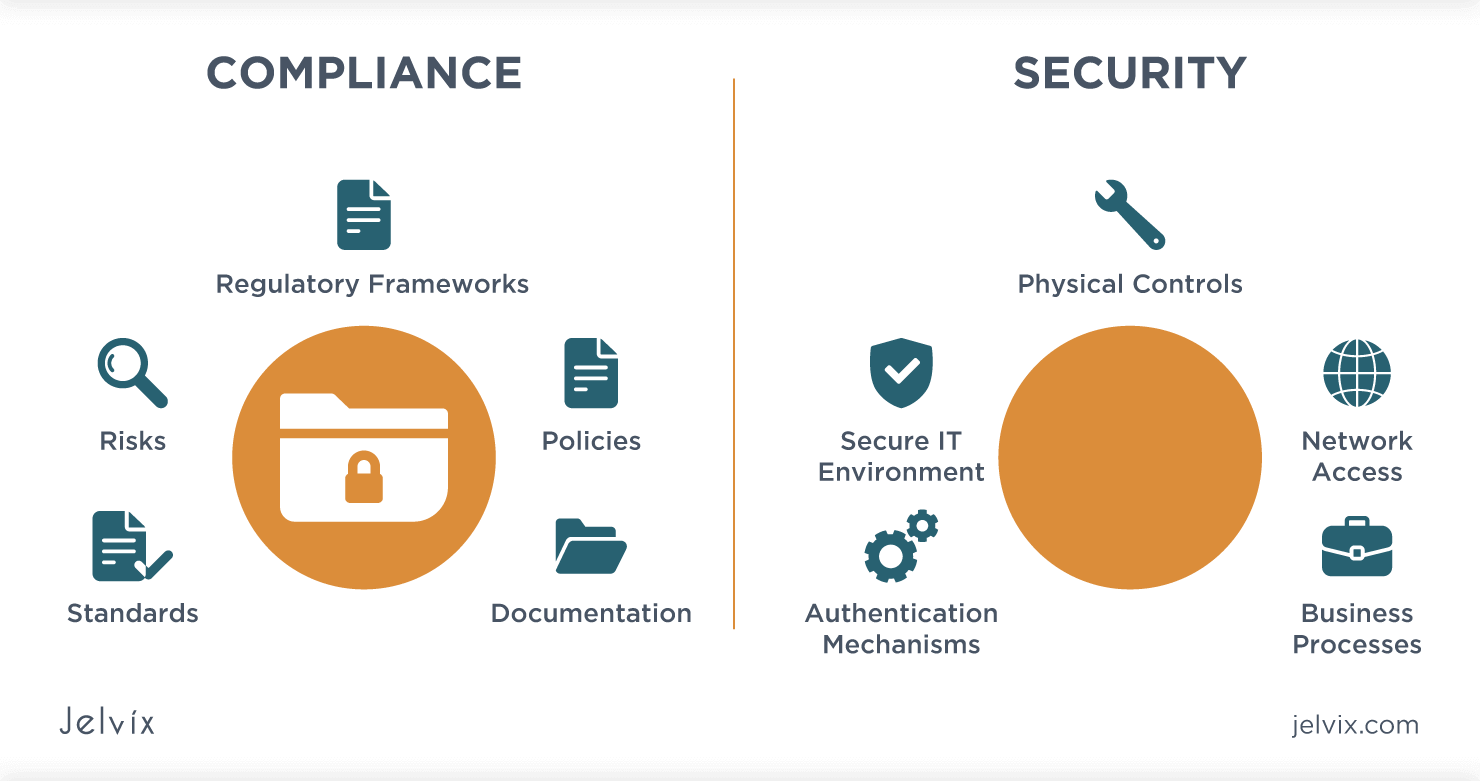 COMPLIANCE
Regulatory Frameworks
Risks
Policies
Standards
Documentation
SECURITY
Physical Controls
Secure IT
Environment
Network
Access
Authentication
Mechanisms
Business
Processes
Jelvíx
jelvix.com